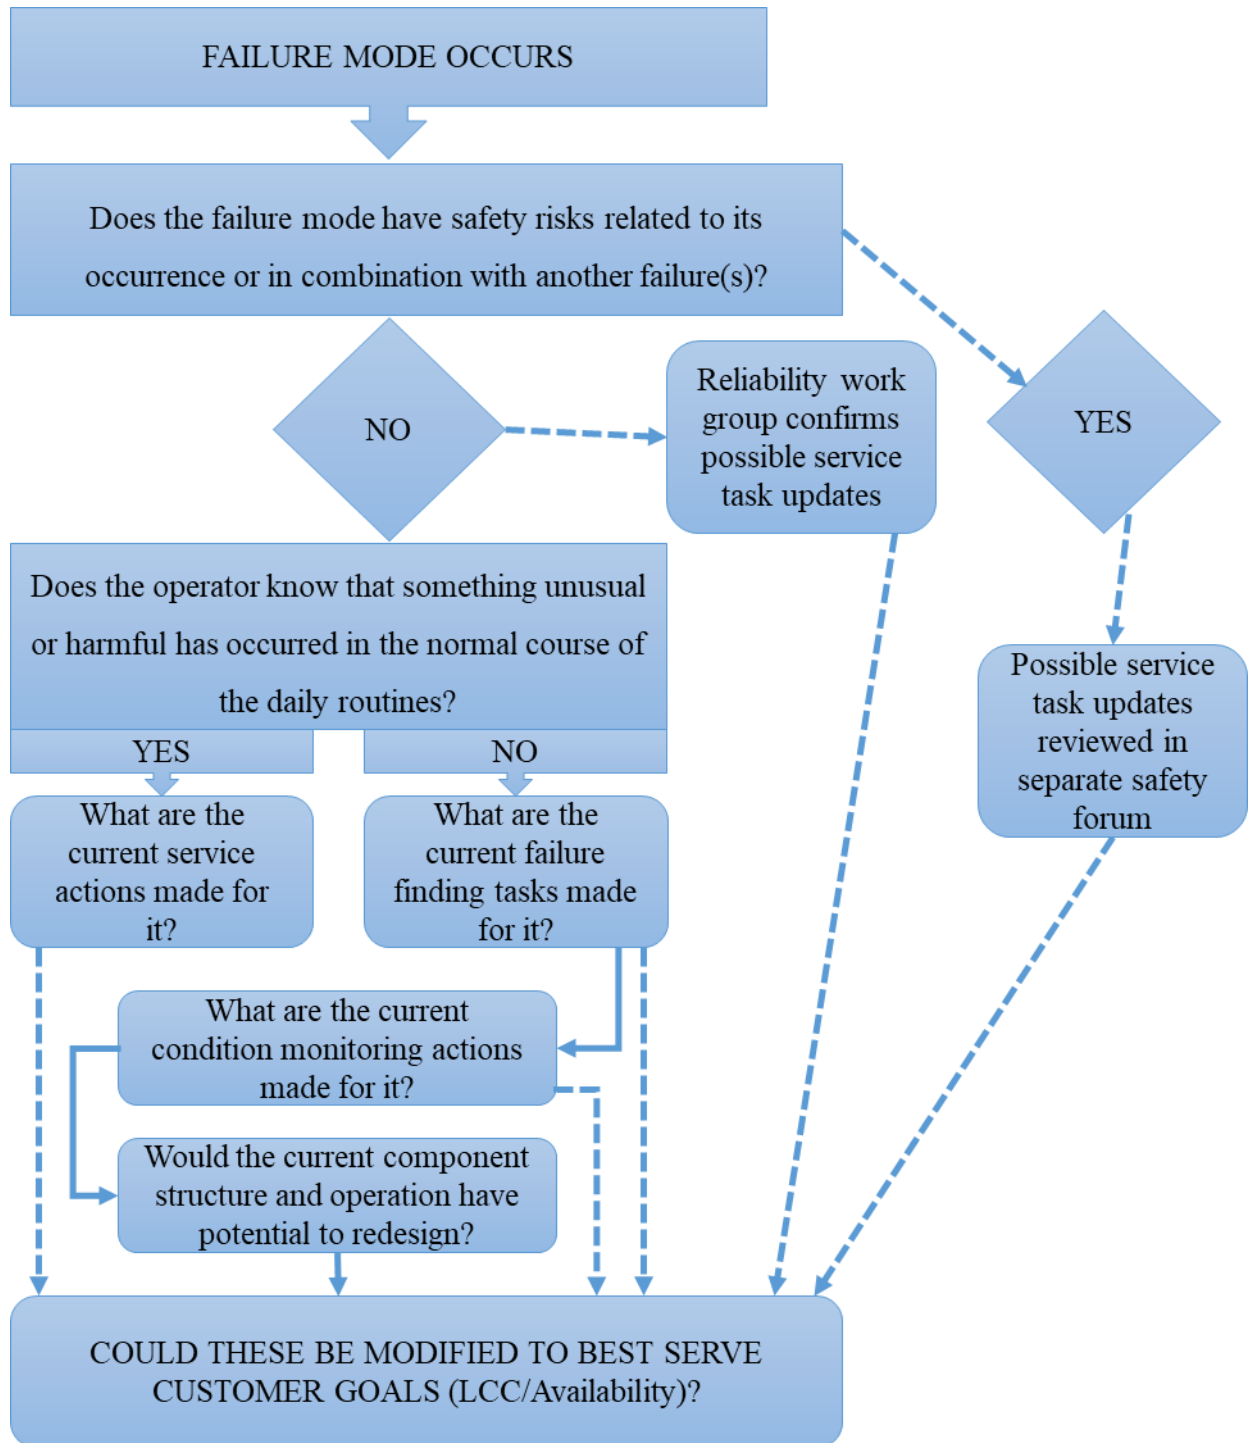 FAILURE MODE OCCURS
Does the failure mode have safety risks related to its
occurrence or in combination with another failure(s)?
NO
Reliability work
group confirms
possible service
task updates
YES
Does the operator know that something unusual
or harmful has occurred in the normal course of
the daily routines?
YES
NO
Possible service
task updates
reviewed in
separate safety
forum
What are the
current service
actions made for
it?
What are the
current failure
finding tasks made
for it?
What are the current
condition monitoring actions
made for it?
Would the current component
structure and operation have
potential to redesign?
COULD THESE BE MODIFIED TO BEST SERVE
CUSTOMER GOALS (LCC/Availability)?